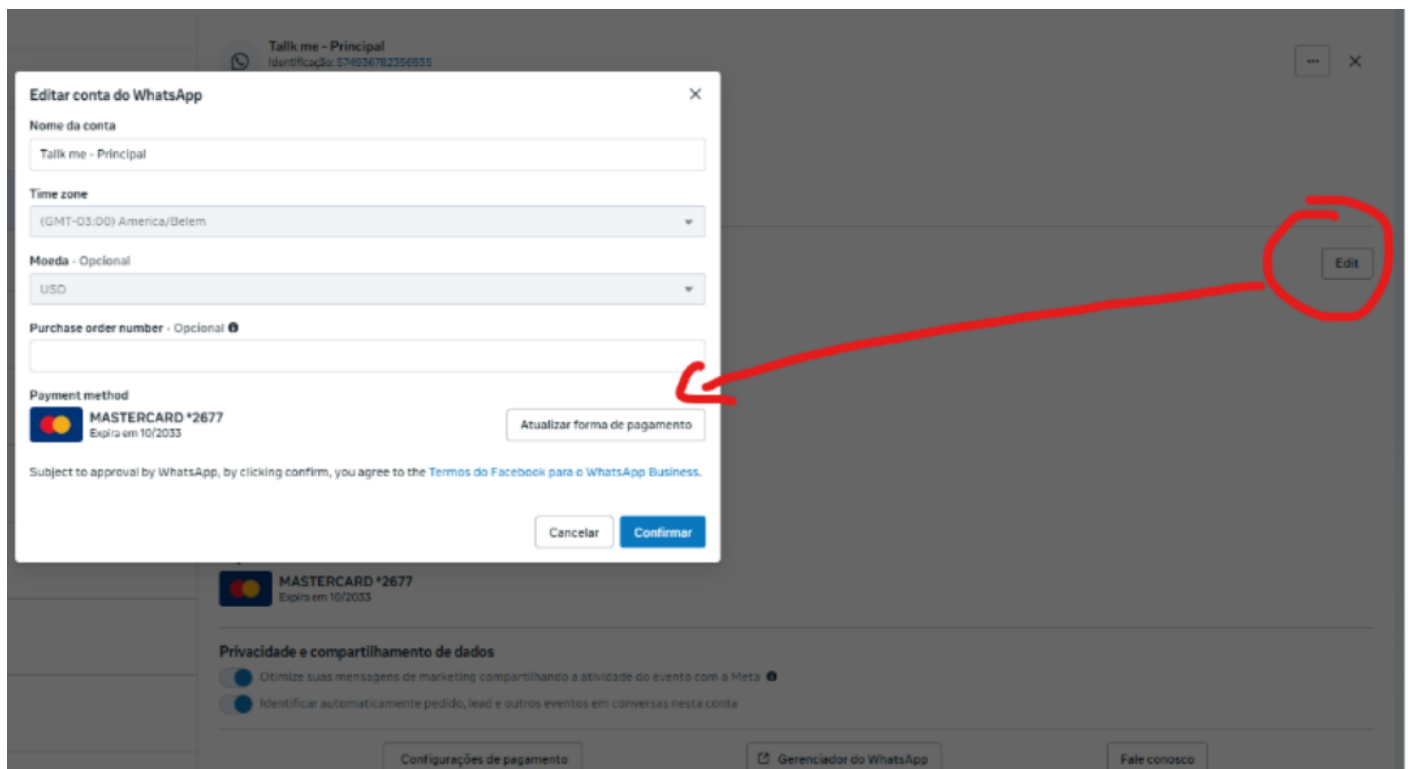 Tallk me - Principal
Identificação: 574936782356935
...
Editar conta do WhatsApp
Nome da conta
Tallk me - Principal
Time zone
(GMT-03:00) America/Belem
Moeda - Opcional
USD
Edit
Purchase order number - Opcional
Payment method
MASTERCARD *2677
Expira em 10/2033
Atualizar forma de pagamento
Subject to approval by WhatsApp, by clicking confirm, you agree to the Termos do Facebook para o WhatsApp Business.
Cancelar
Confirmar
MASTERCARD *2677
Expira em 10/2033
Privacidade e compartilhamento de dados
Otimize suas mensagens de marketing compartilhando a atividade do evento com a Meta
Identificar automaticamente pedido, lead e outros eventos em conversas nesta conta
Configurações de pagamento
Gerenciador do WhatsApp
Fale conosco